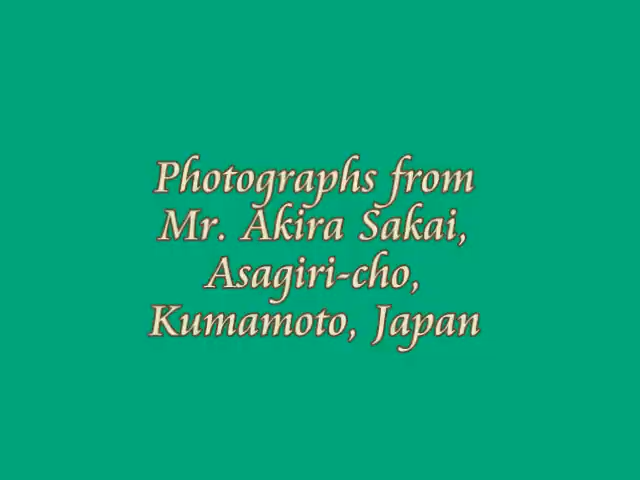 Photographs from
Mr. Akira Sakai,
Asagiri-cho,
Kumamoto, Japan